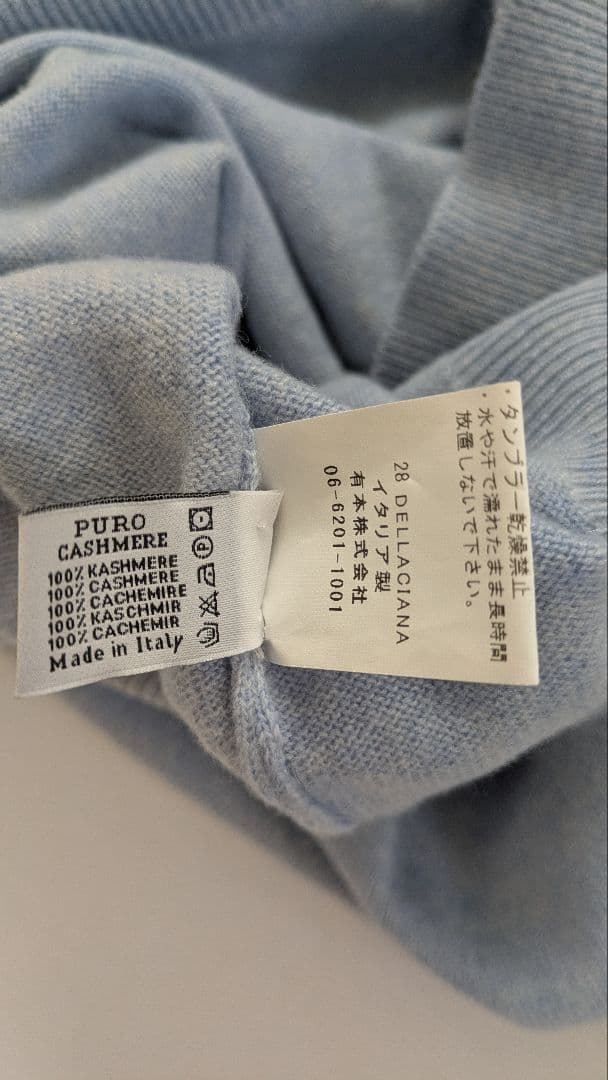 PURO
CASHMERE
100% KASHMERE
100% CASHMERE
100% CACHEMIRE
100% KASCHMIR
100% CACHEMIR
Made in Italy
・タンブラー乾燥禁止
・水や汗で濡れたまま長時間
放置しないで下さい。
28 DELLACIANA
イタリア製
有本株式会社
06-6201-1001